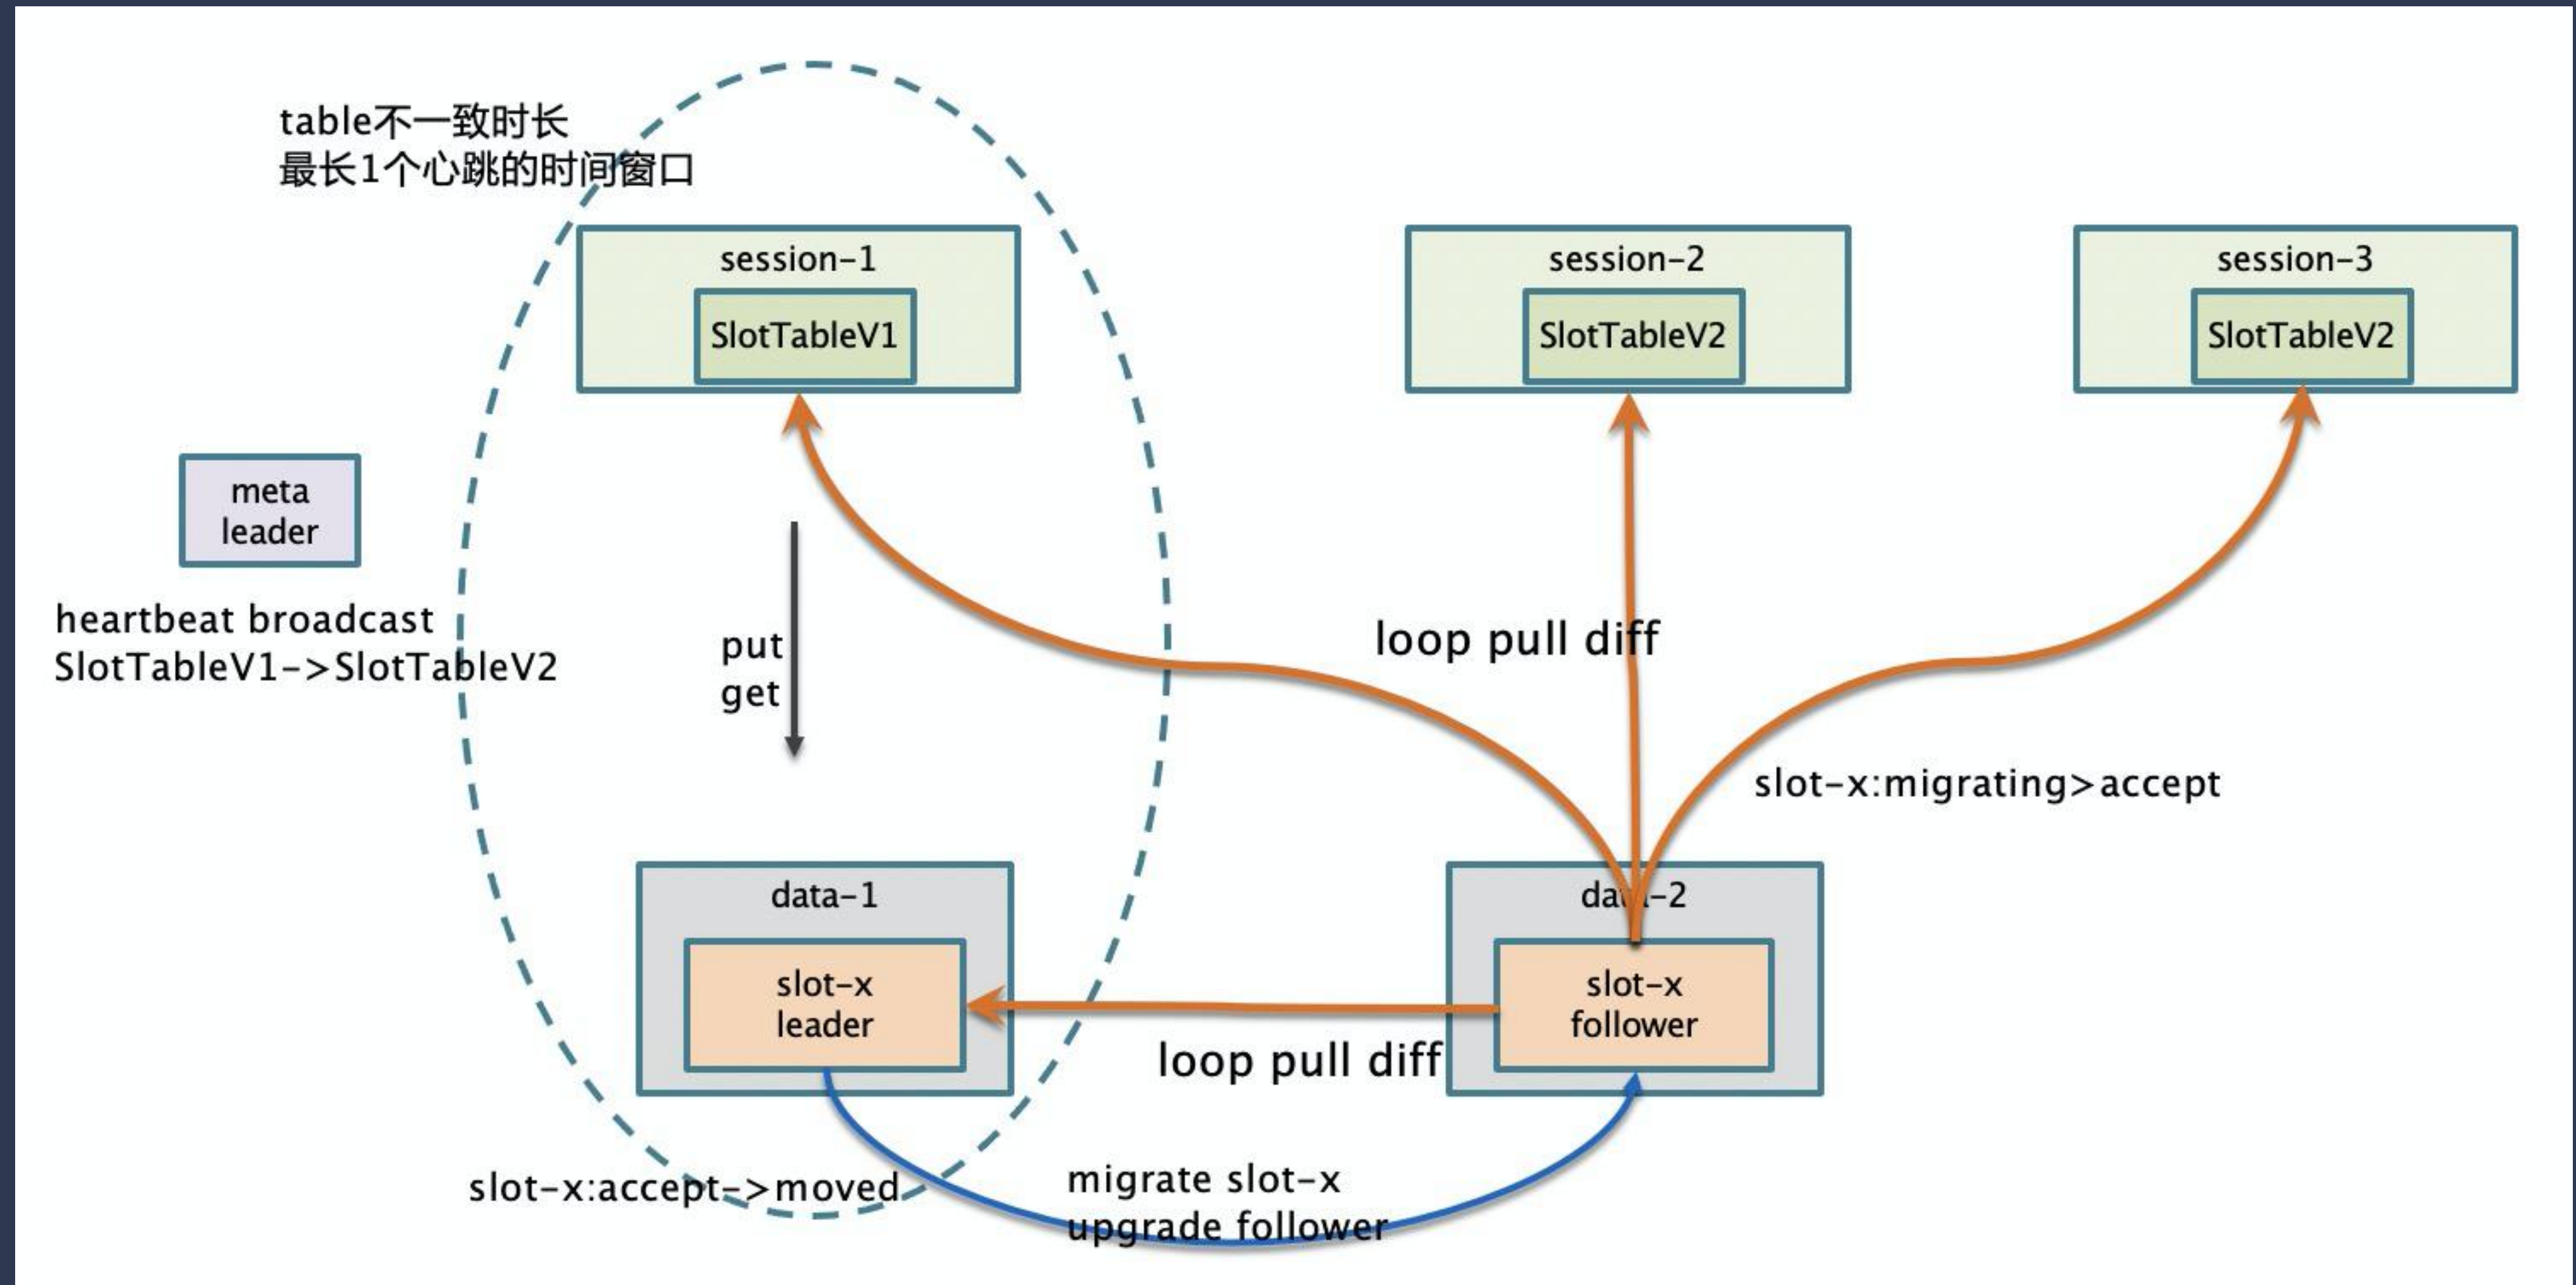 table不一致时长
最长1个心跳的时间窗口
session-1
SlotTableV1
session-2
SlotTableV2
session-3
SlotTableV2
meta
leader
heartbeat broadcast
SlotTableV1->SlotTableV2
put
get
loop pull diff
slot-x:migrating>accept
data-1
slot-x
leader
data-2
slot-x
follower
loop pull diff
slot-x:accept->moved
migrate slot-x
upgrade follower